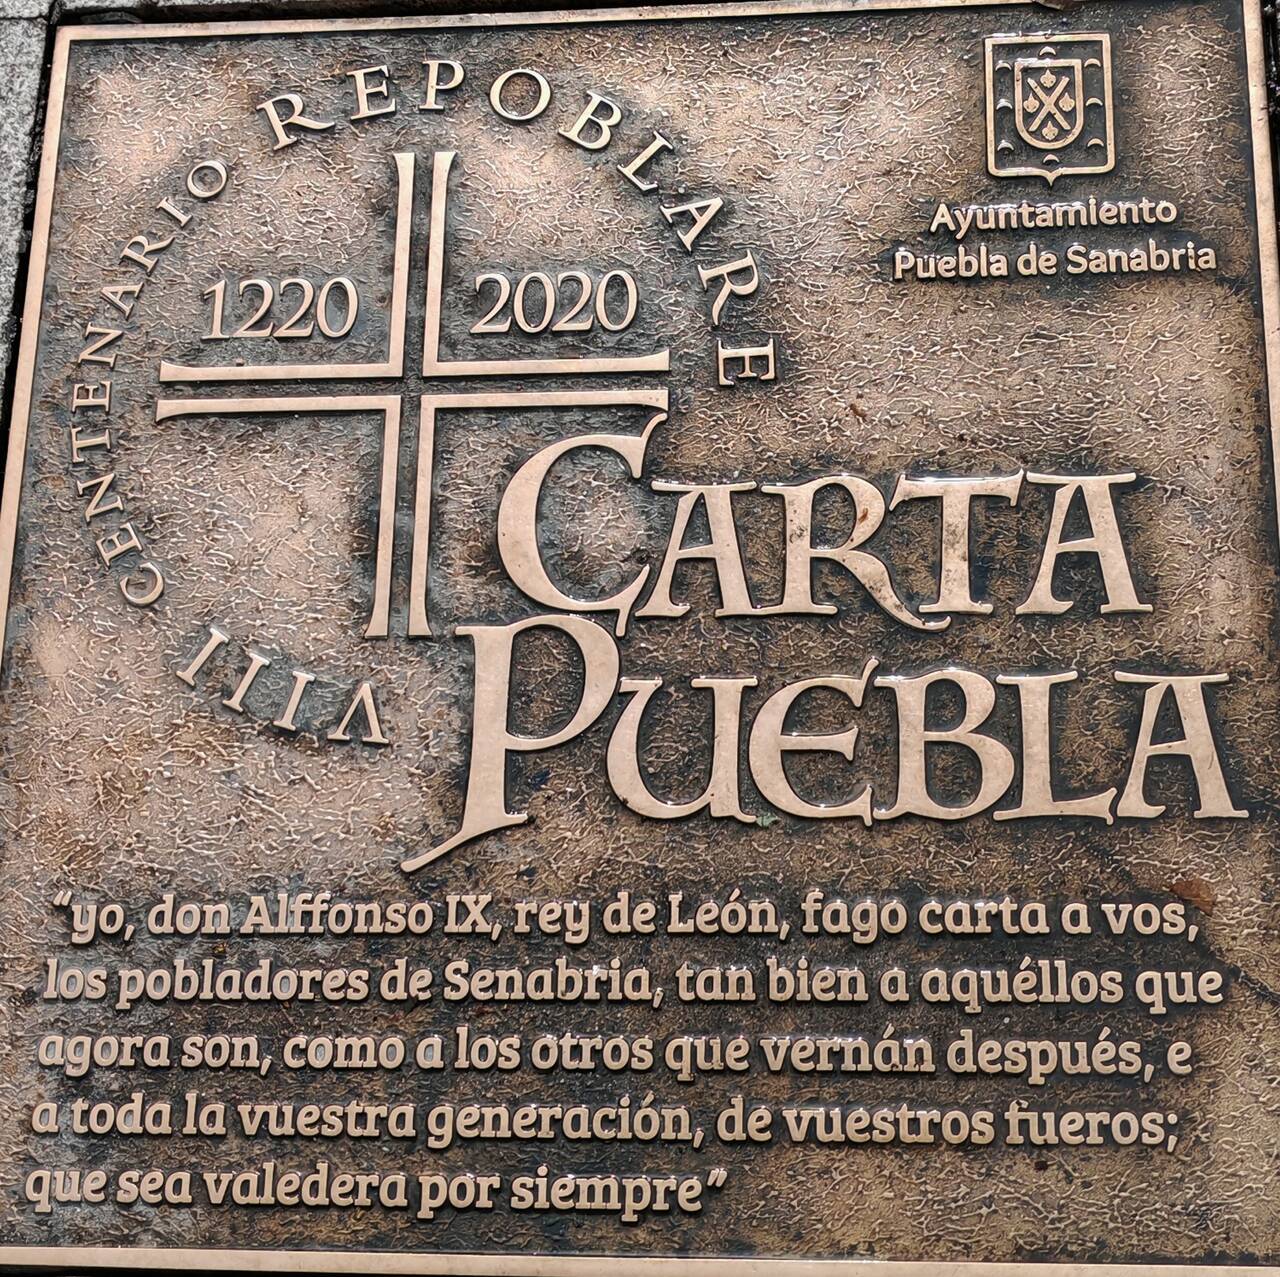 VIII CENTENARIO REPOBLARE
1220 2020
Ayuntamiento
Puebla de Sanabria
CARTA
PUEBLA
“yo, don Alffonso IX, rey de León, fago carta a vos,
los pobladores de Senabria, tan bien a aquéllos que
agora son, como a los otros que vernán después, e
a toda la vuestra generación, de vuestros fueros;
que sea valedera por siempre”